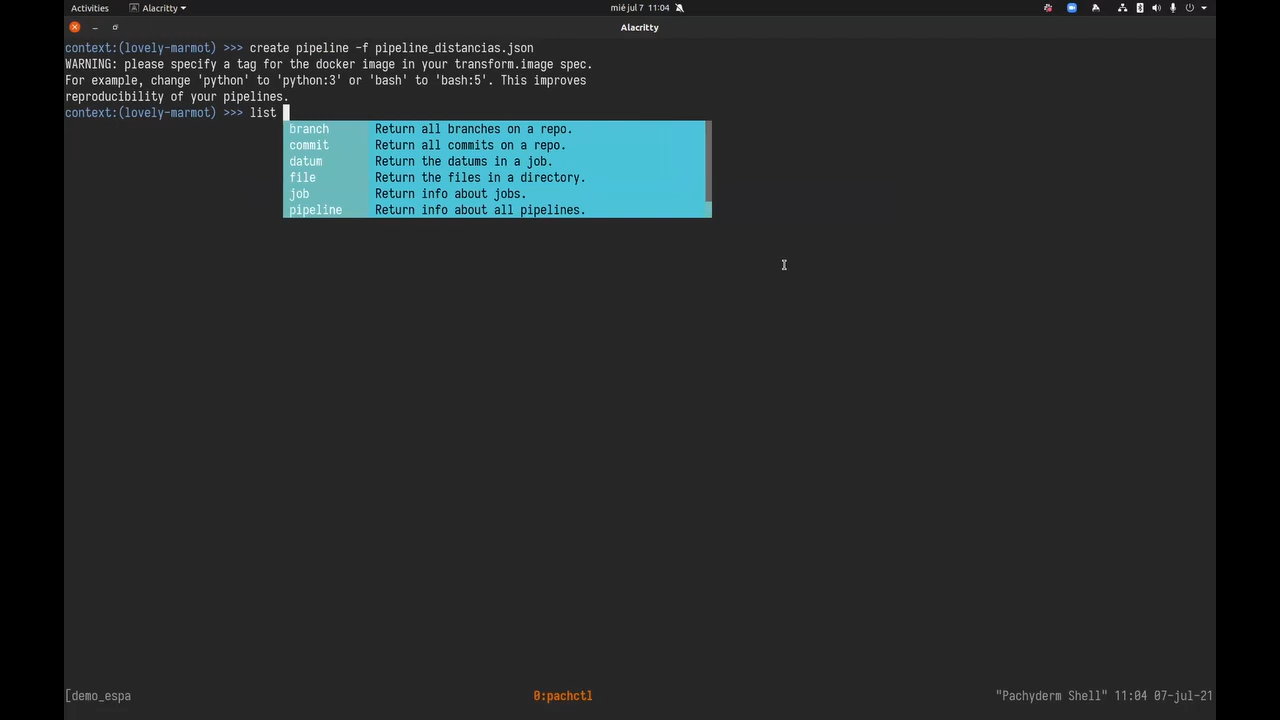 Activities Alacritty mié jul 7 11:04
Alacritty
context:(lovely-marmot) >>> create pipeline -f pipeline_distancias.json
WARNING: please specify a tag for the docker image in your transform.image spec.
For example, change 'python' to 'python:3' or 'bash' to 'bash:5'. This improves
reproducibility of your pipelines.
context:(lovely-marmot) >>> list
branch Return all branches on a repo.
commit Return all commits on a repo.
datum Return the datums in a job.
file Return the files in a directory.
job Return info about jobs.
pipeline Return info about all pipelines.
[demo_espa 0:pachctl "Pachyderm Shell" 11:04 07-jul-21